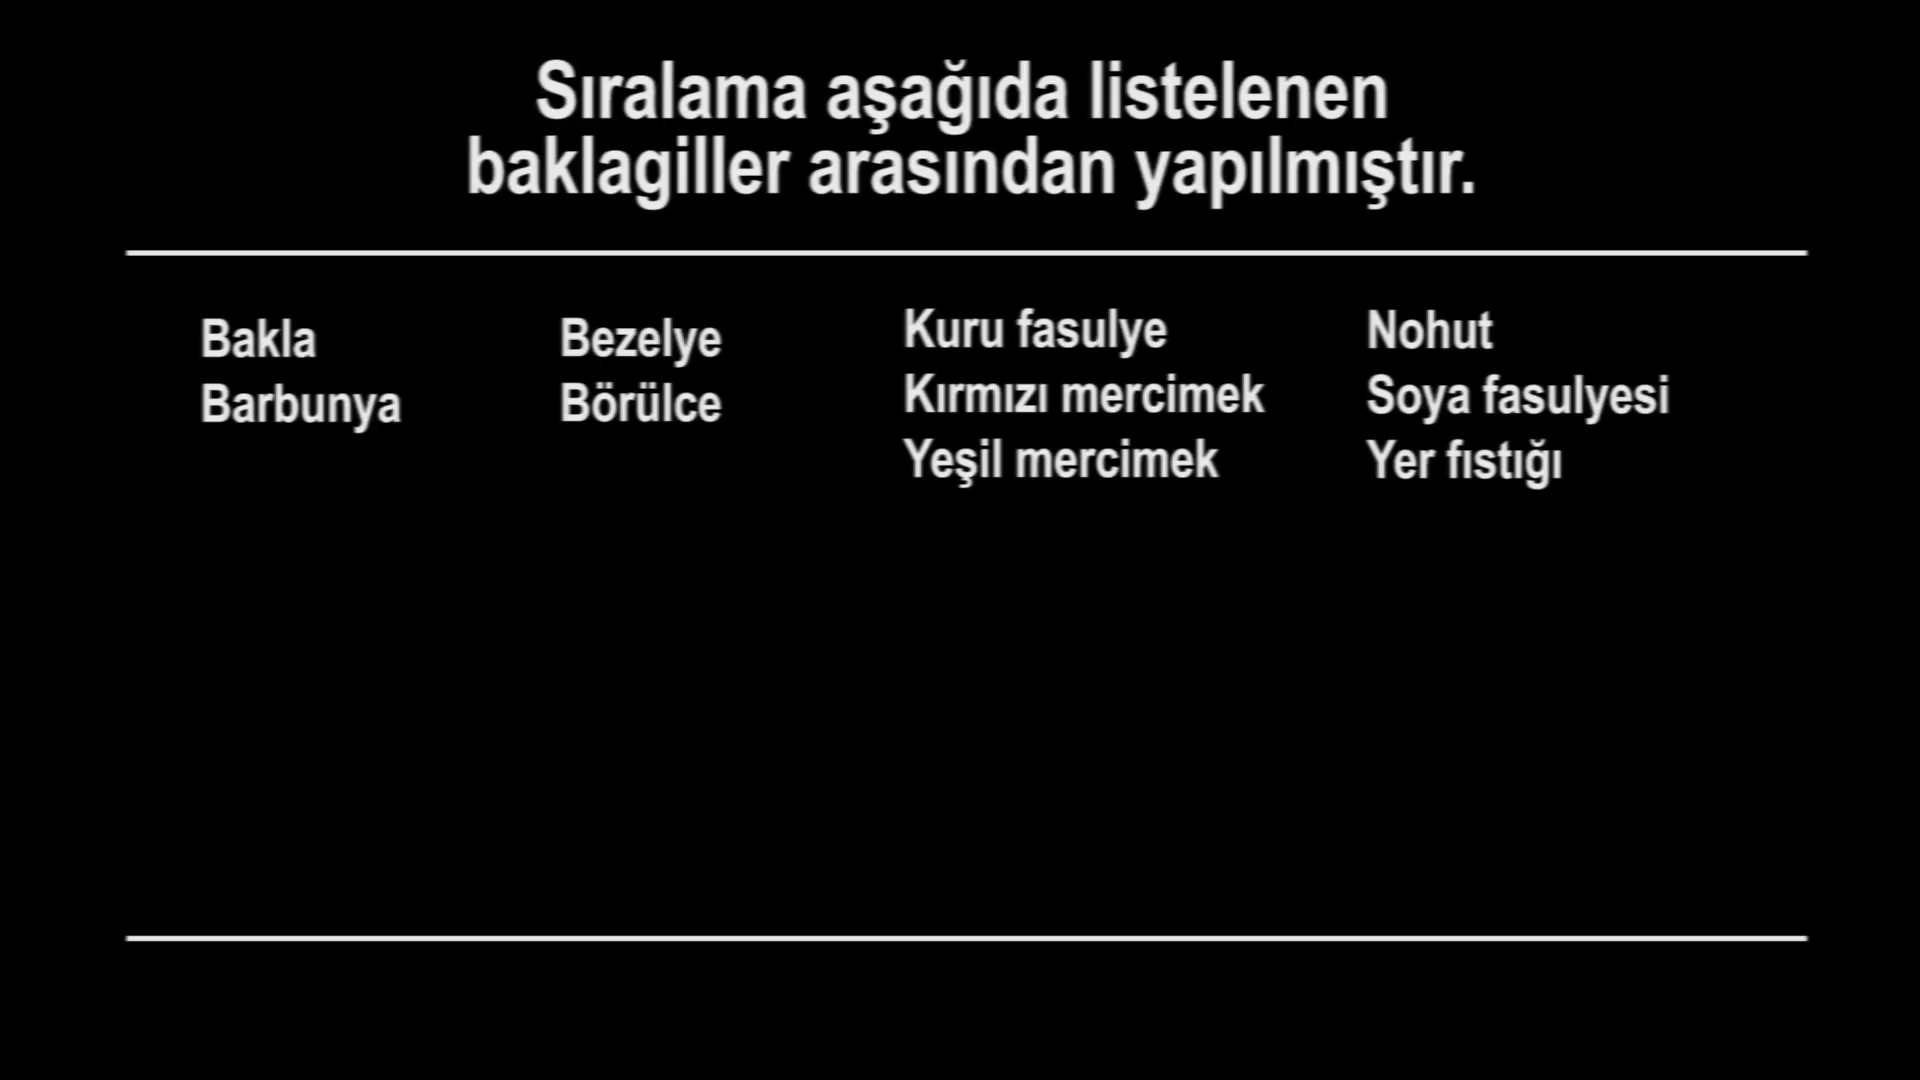 Sıralama aşağıda listelenen
baklagiller arasından yapılmıştır.
Bakla
Barbunya
Bezelye
Börülce
Kuru fasulye
Kırmızı mercimek
Yeşil mercimek
Nohut
Soya fasulyesi
Yer fıstığı